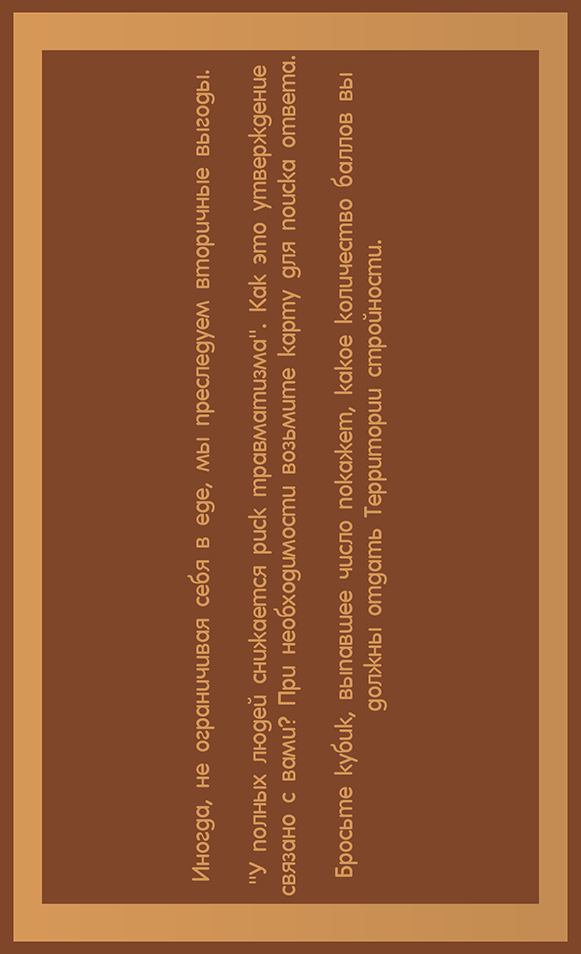 Иногда, не ограничивая себя в еде, мы преследуем вторичные выгоды.
"У полных людей снижается риск травматизма". Как это утверждение
связано с вами? При необходимости возьмите карту для поиска ответа.
Бросьте кубик, выпавшее число покажет, какое количество баллов вы
должны отдать Территории стройности.